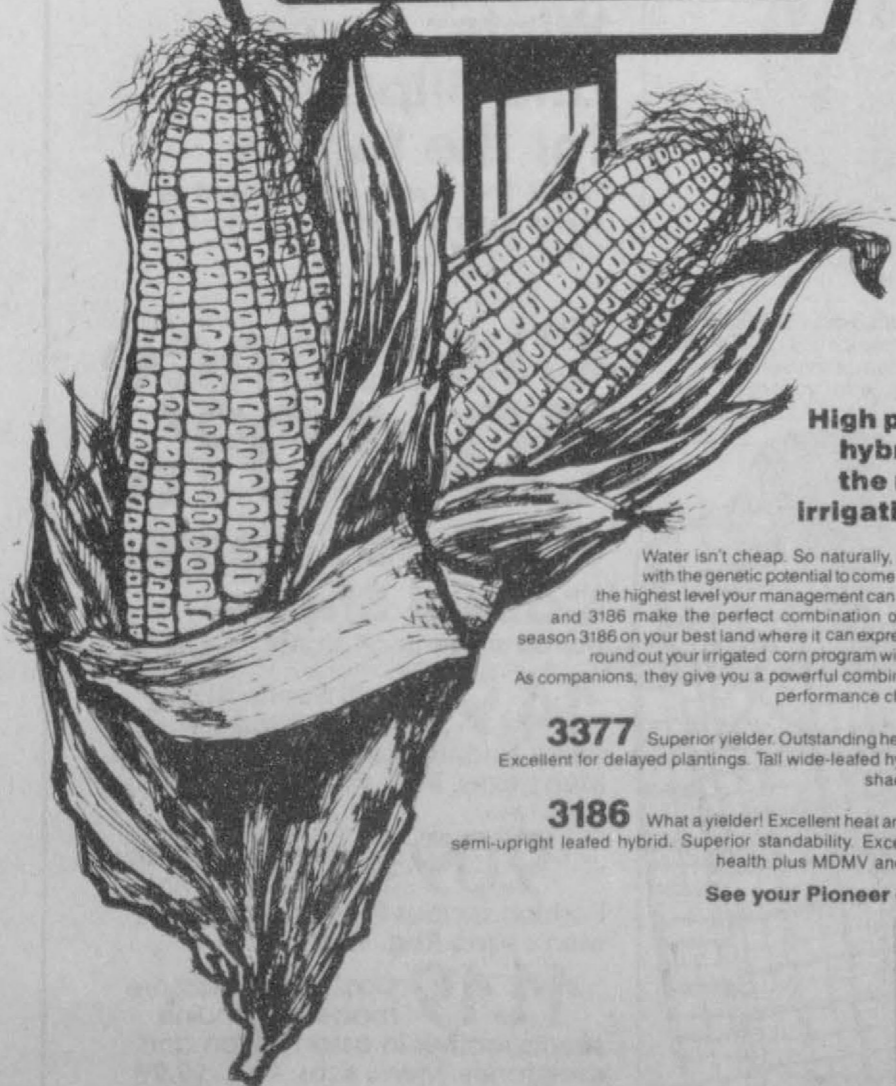 High p
hybr
the
irrigati
Water isn't cheap. So naturally,
with the genetic potential to come
the highest level your management can
and 3186 make the perfect combination o
season 3186 on your best land where it can expre
round out your irrigated corn program wi
As companions, they give you a powerful combin
performance c
3377 Superior yielder. Outstanding he
Excellent for delayed plantings. Tall wide-leafed hy
sha
3186 What a yielder! Excellent heat an
semi-upright leafed hybrid. Superior standability. Exce
health plus MDMV and
See your Pioneer